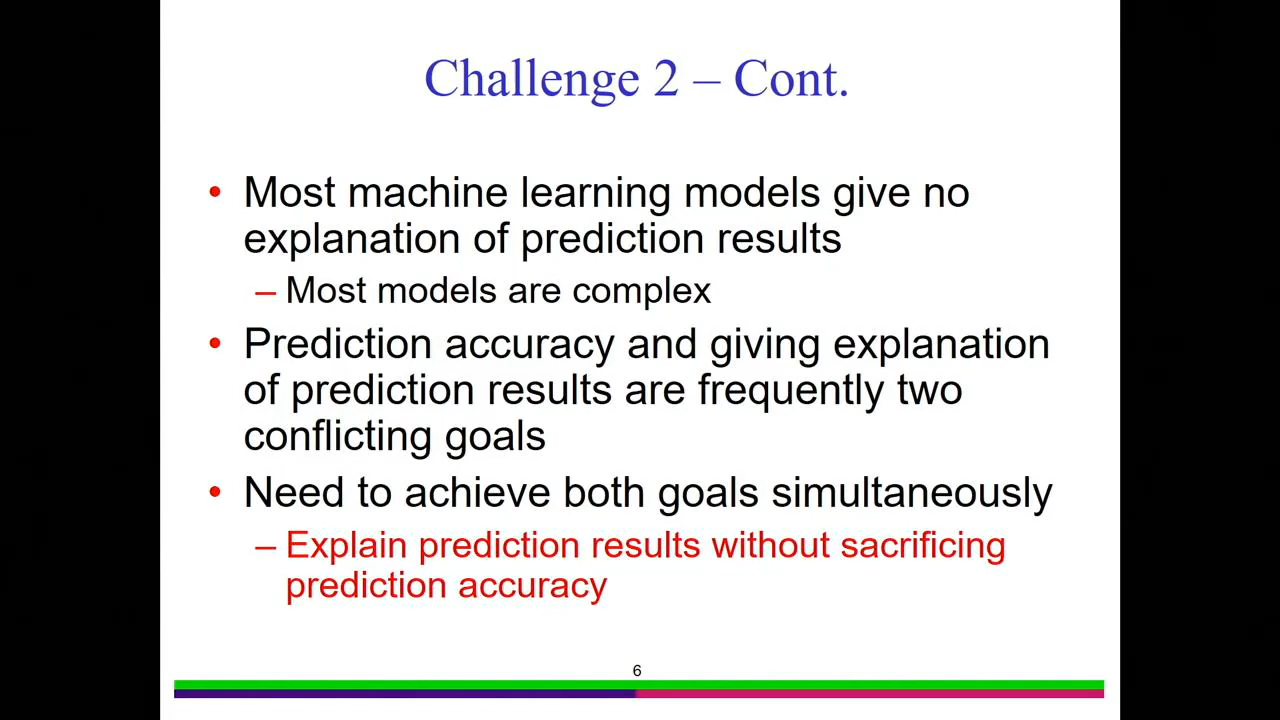 Challenge 2 – Cont.
• Most machine learning models give no
explanation of prediction results
– Most models are complex
• Prediction accuracy and giving explanation
of prediction results are frequently two
conflicting goals
• Need to achieve both goals simultaneously
– Explain prediction results without sacrificing
prediction accuracy
6